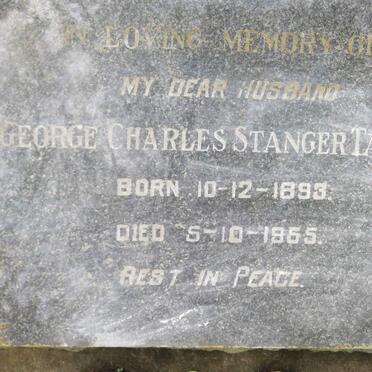 IN LOVING MEMORY OF
MY DEAR HUSBAND
GEORGE CHARLES STANGER
BORN 10-12-1893.
DIED 5-10-1965.
REST IN PEACE.